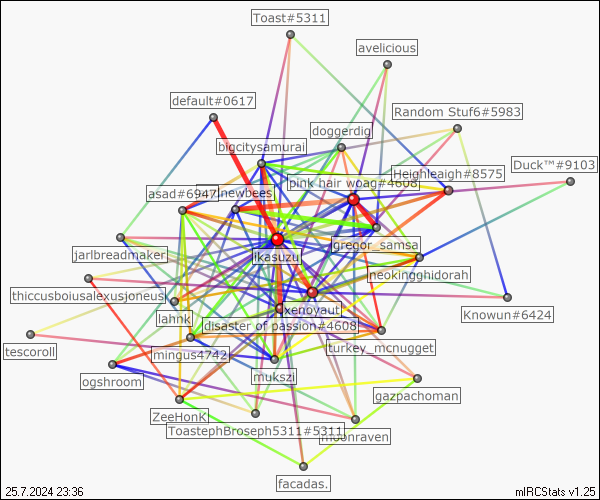 Toast#5311
avelicious
default#0617
Random Stuf6#5983
doggerdig
bigcitysamurai
Duck™#9103
Heighleaigh#8575
pink hair woag#4608
asad#6947
newbees
gregor_samsa
jarlbreadmaker
ikasuzu
neokingghidorah
thiccusboiusalexusjoneusj
xenoyaut
Knowun#6424
lahnk
disaster of passion#4608
tescoroll
mingus4742
turkey_mcnugget
mukszi
ogshroom
gazpachoman
ZeeHonK
ToastephBroseph5311#5311
moonraven
facadas.
25.7.2024 23:36
mIRCStats v1.25